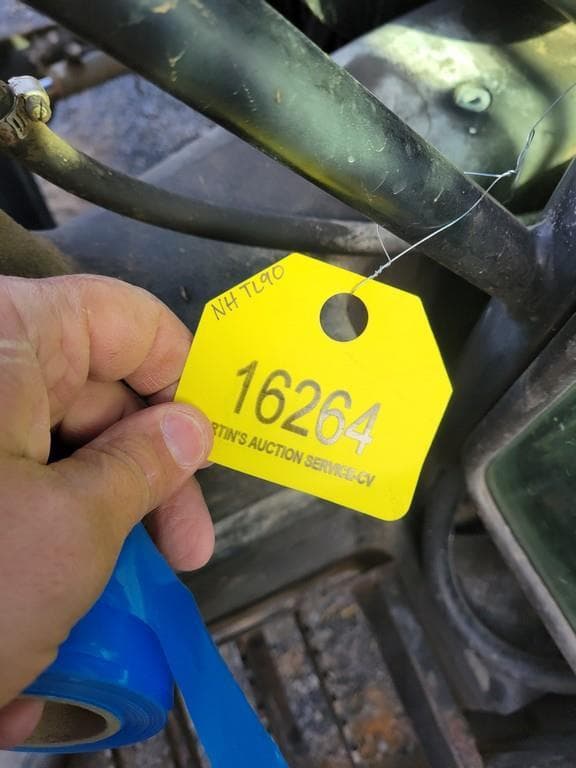 NH TL90
16264
RTIN'S AUCTION SERVICE-CV